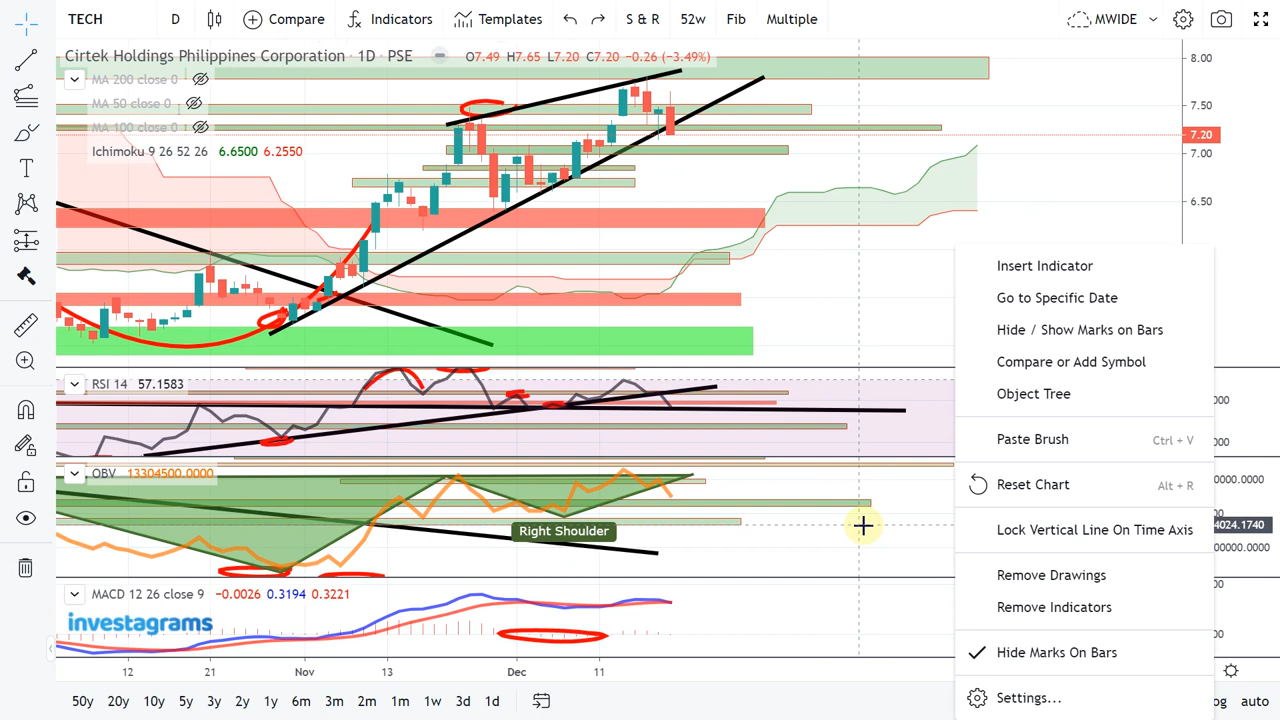 TECH D Compare Indicators Templates S & R 52w Fib Multiple MWIDE
Cirtek Holdings Philippines Corporation · 1D · PSE O7.49 H7.65 L7.20 C7.20 −0.26 (−3.49%)
MA 200 close 0
MA 50 close 0
MA 100 close 0
Ichimoku 9 26 52 26 6.6500 6.2550
8.00
7.50
7.20
7.00
6.50
Insert Indicator
Go to Specific Date
Hide / Show Marks on Bars
Compare or Add Symbol
Object Tree
Paste Brush Ctrl + V
Reset Chart Alt + R
Lock Vertical Line On Time Axis
Remove Drawings
Remove Indicators
Hide Marks On Bars
Settings...
RSI 14 57.1583
OBV 13304500.0000
Right Shoulder
4024.1740
MACD 12 26 close 9 −0.0026 0.3194 0.3221
investagrams
12 21 Nov 13 Dec 11
50y 20y 10y 5y 3y 2y 1y 6m 3m 2m 1m 1w 3d 1d auto